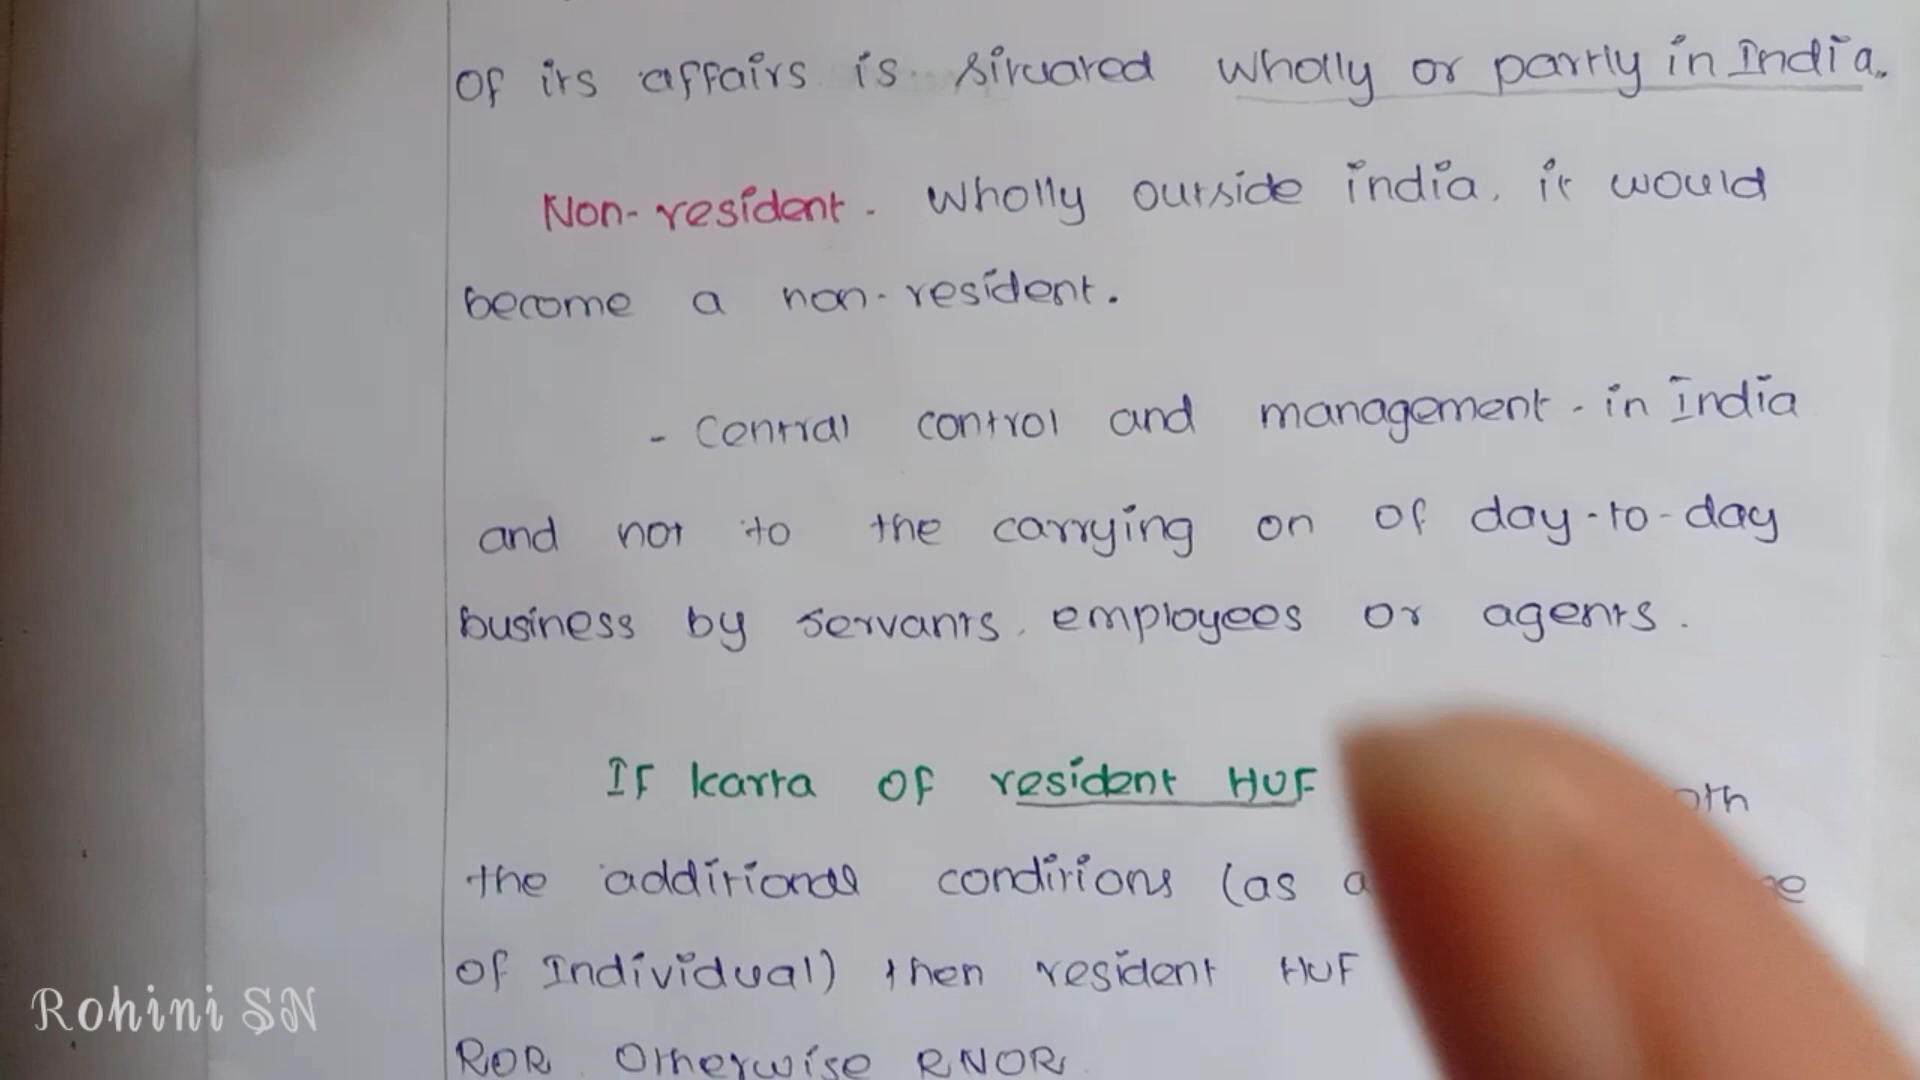 of its affairs is situated wholly or partly in India.
Non-resident - Wholly outside india, it would
become a non-resident.
- Central control and management - in India
and not to the carrying on of day-to-day
business by servants, employees or agents.
If karta of resident HUF
the additional conditions (as
of Individual) then resident HUF
ROR. Otherwise RNOR.
Rohini SN